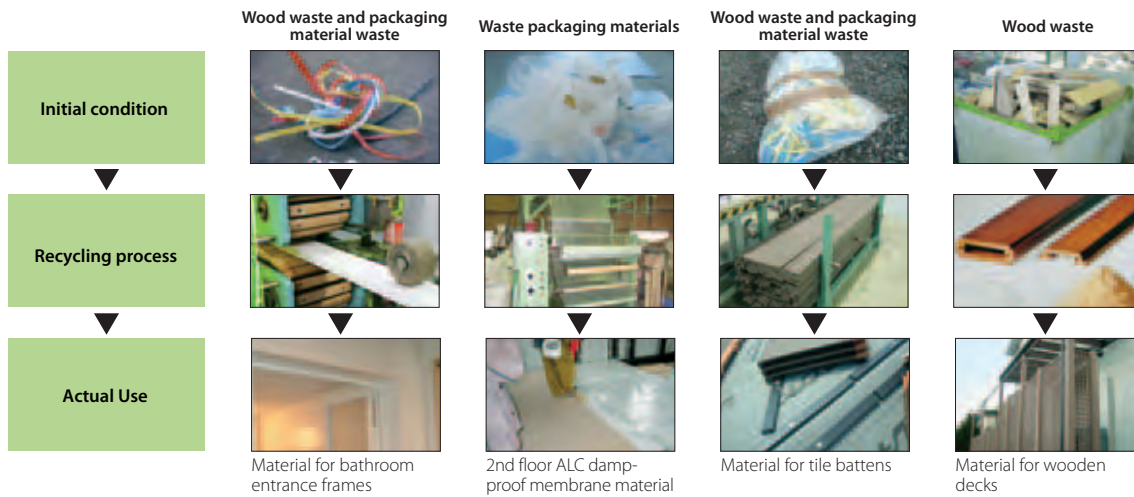 Wood waste and packaging
material waste
Waste packaging materials
Wood waste and packaging
material waste
Wood waste
Initial condition
Recycling process
Actual Use
Material for bathroom
entrance frames
2nd floor ALC damp-
proof membrane material
Material for tile battens
Material for wooden
decks